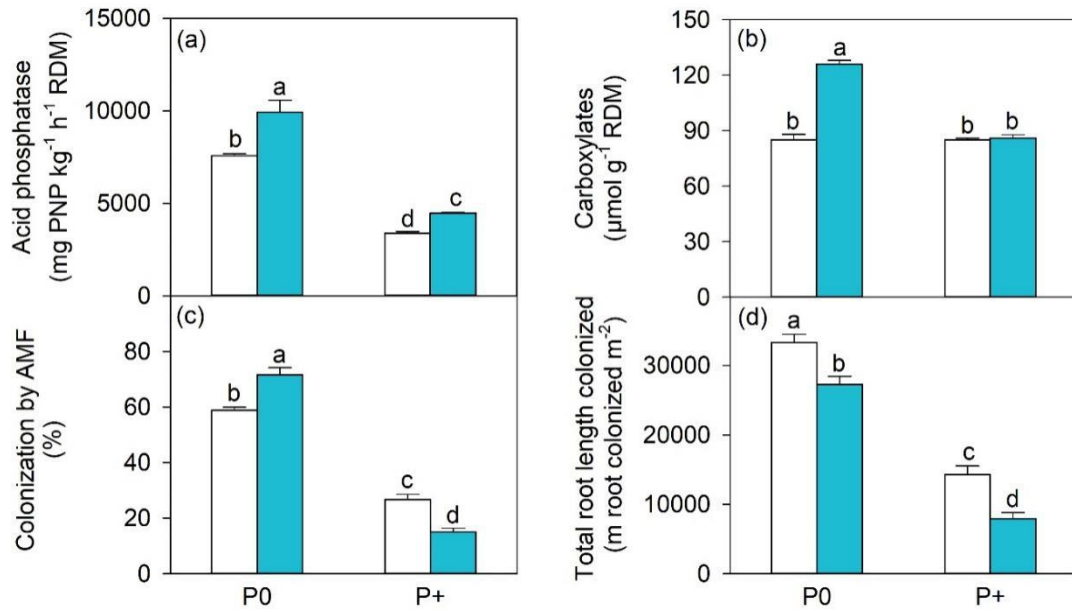 Acid phosphatase
(mg PNP kg⁻¹ h⁻¹ RDM)
15000
10000
5000
0
(a)
b
a
d
c
Carboxylates
(µmol g⁻¹ RDM)
150
120
90
60
30
0
(b)
b
a
b
b
Colonization by AMF
(%)
80
60
40
20
0
(c)
b
a
c
d
P0
P+
Total root length colonized
(m root colonized m⁻²)
30000
20000
10000
0
(d)
a
b
c
d
P0
P+